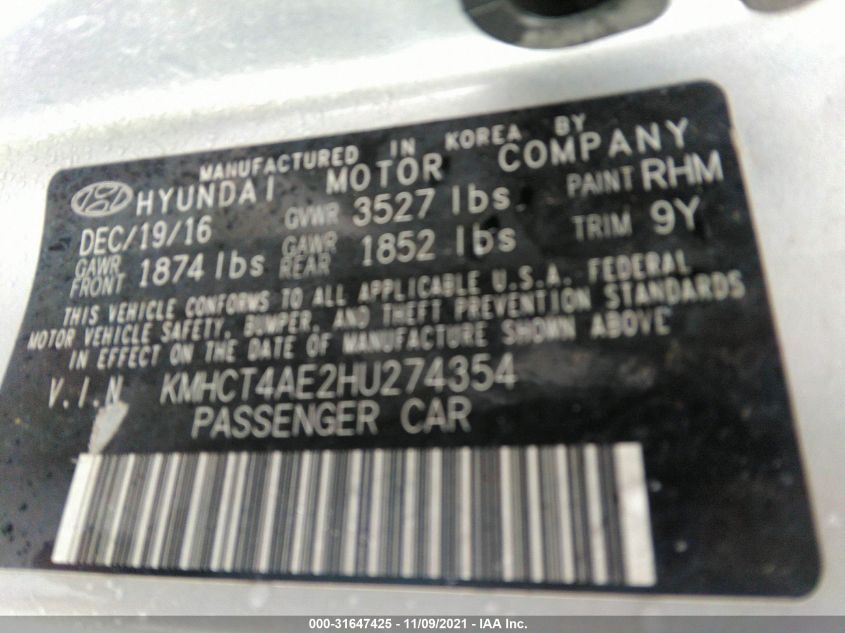 MANUFACTURED IN KOREA BY
HYUNDAI MOTOR COMPANY
DEC/19/16 GVWR 3527 lbs PAINT RHM
GAWR FRONT 1874 lbs GAWR REAR 1852 lbs TRIM 9Y
THIS VEHICLE CONFORMS TO ALL APPLICABLE U.S.A. FEDERAL
MOTOR VEHICLE SAFETY, BUMPER, AND THEFT PREVENTION STANDARDS
IN EFFECT ON THE DATE OF MANUFACTURE SHOWN ABOVE
V.I.N KMHCT4AE2HU274354
PASSENGER CAR
000-31647425 - 11/09/2021 - IAA Inc.